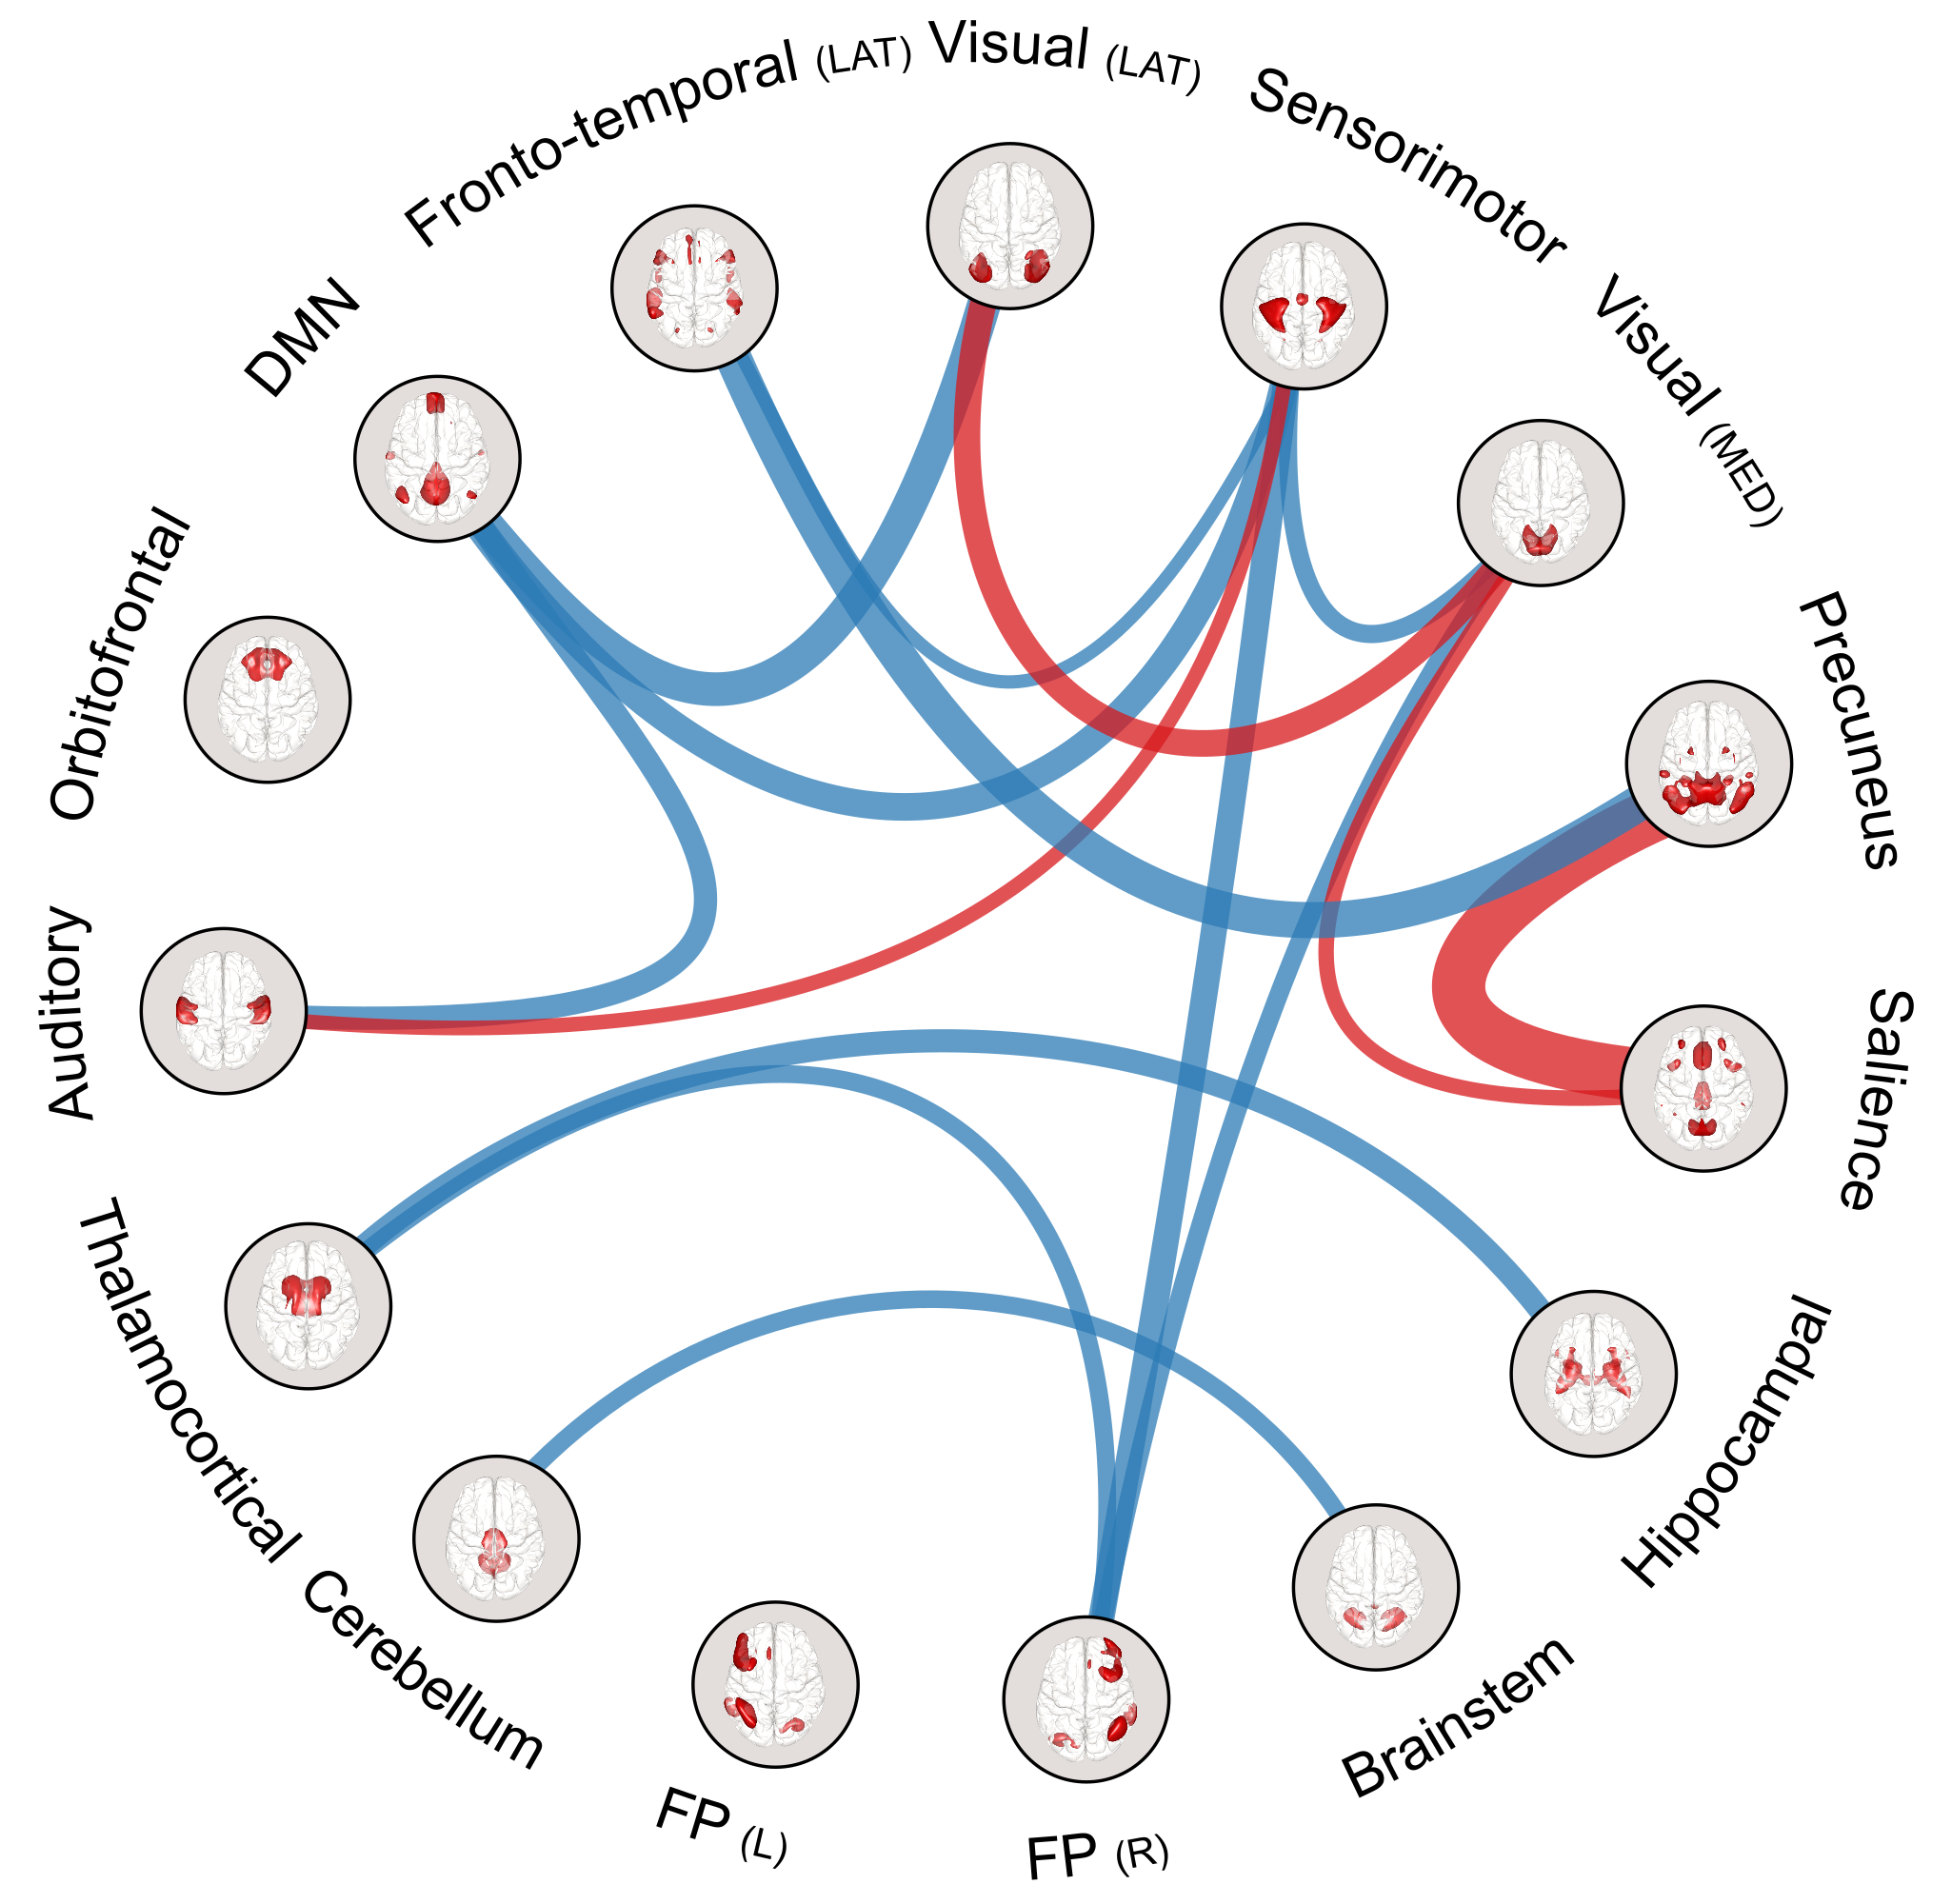 Visual (LAT)
Sensorimotor
Visual (MED)
Precuneus
Salience
Hippocampal
Brainstem
FP (R)
FP (L)
Cerebellum
Thalamocortical
Auditory
Orbitofrontal
DMN
Fronto-temporal (LAT)